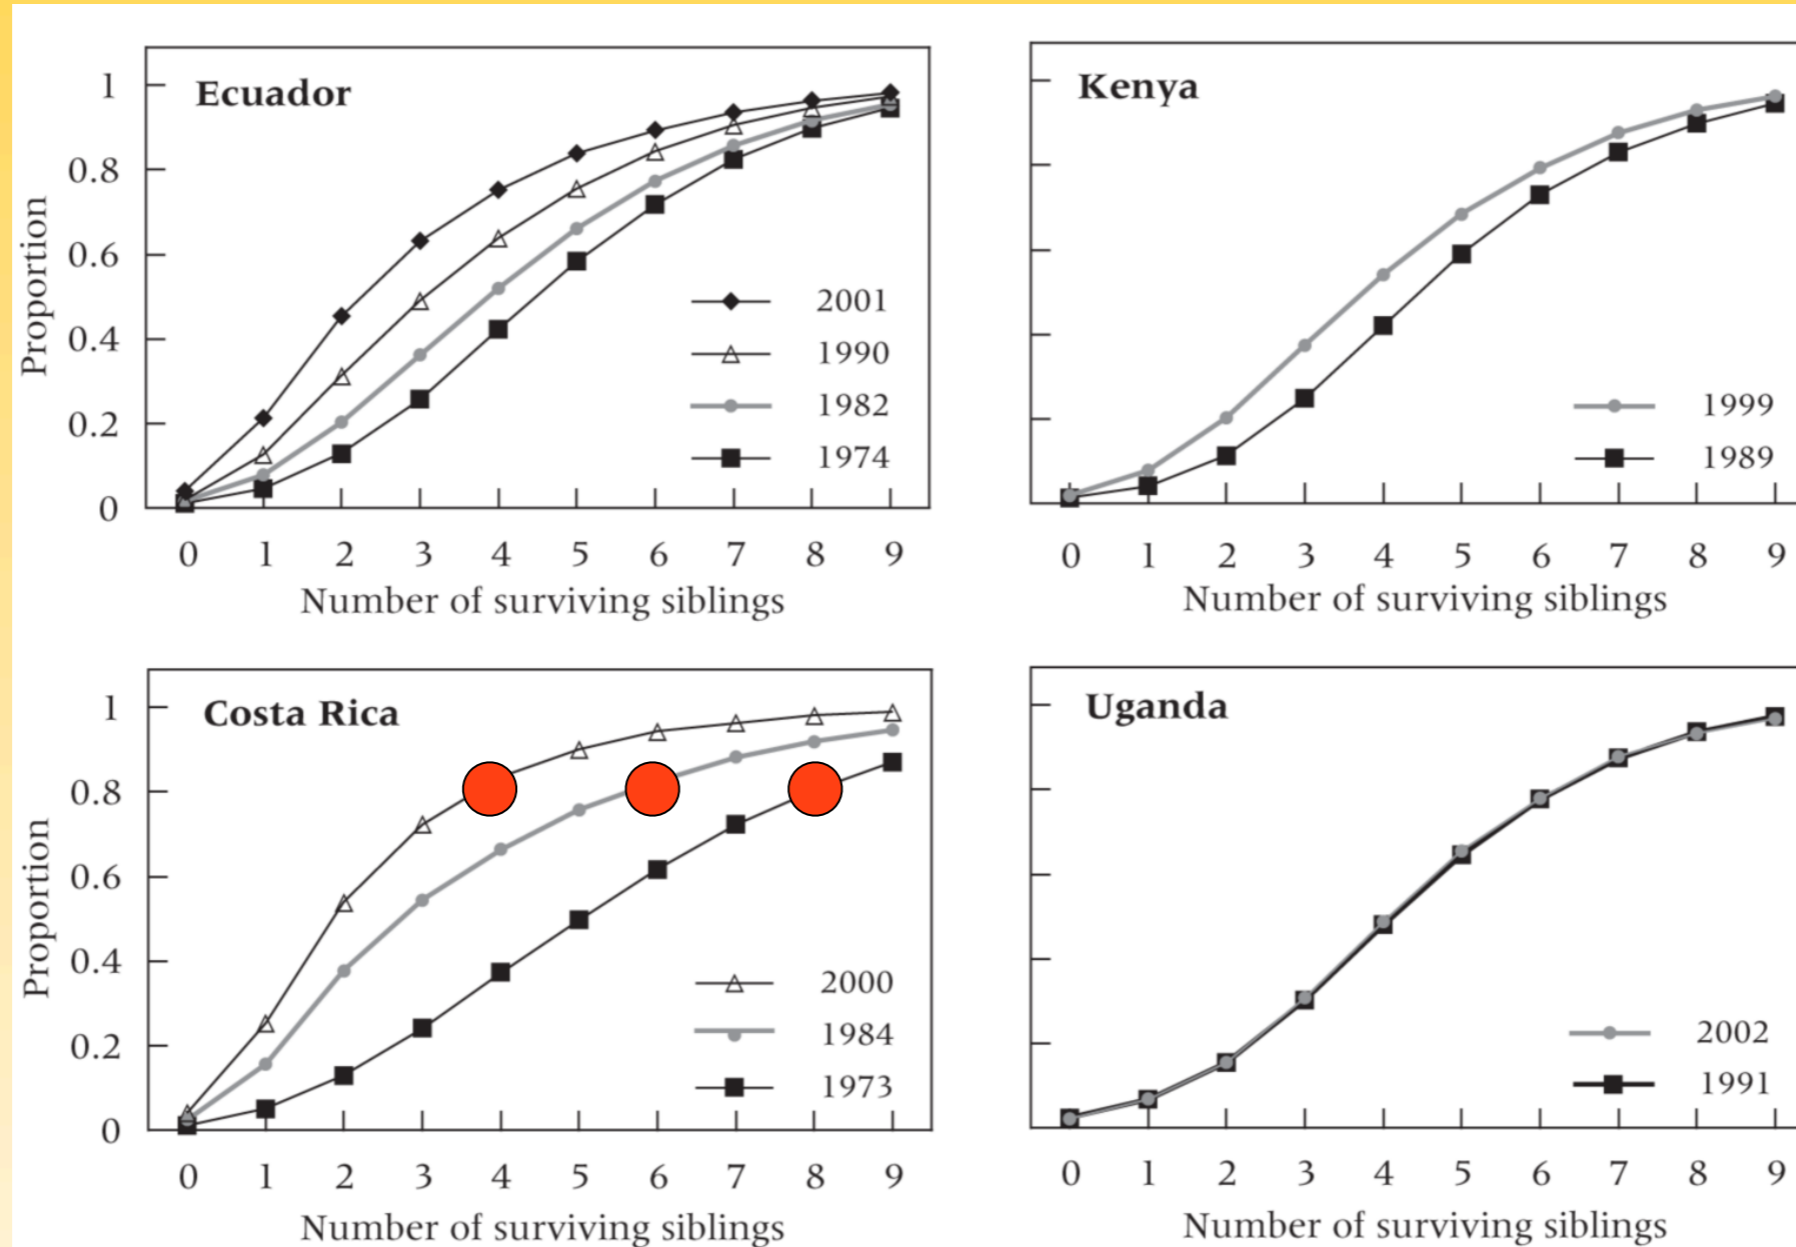 Ecuador
Proportion
1
0.8
0.6
0.4
0.2
0
2001
1990
1982
1974
0 1 2 3 4 5 6 7 8 9
Number of surviving siblings
Kenya
1999
1989
0 1 2 3 4 5 6 7 8 9
Number of surviving siblings
Costa Rica
Proportion
1
0.8
0.6
0.4
0.2
0
2000
1984
1973
0 1 2 3 4 5 6 7 8 9
Number of surviving siblings
Uganda
2002
1991
0 1 2 3 4 5 6 7 8 9
Number of surviving siblings